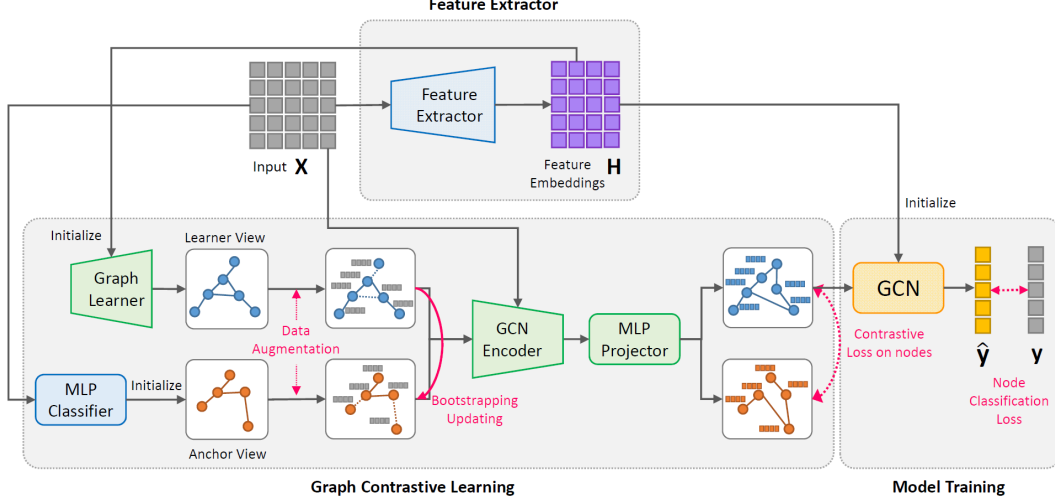 Feature Extractor
Feature
Extractor
Input X
Feature
Embeddings
H
Initialize
Initialize
Learner View
Graph
Learner
Data
Augmentation
GCN
Encoder
MLP
Projector
GCN
Contrastive
Loss on nodes
ŷ
y
MLP
Classifier
Initialize
Bootstrapping
Updating
Node
Classification
Loss
Anchor View
Graph Contrastive Learning
Model Training